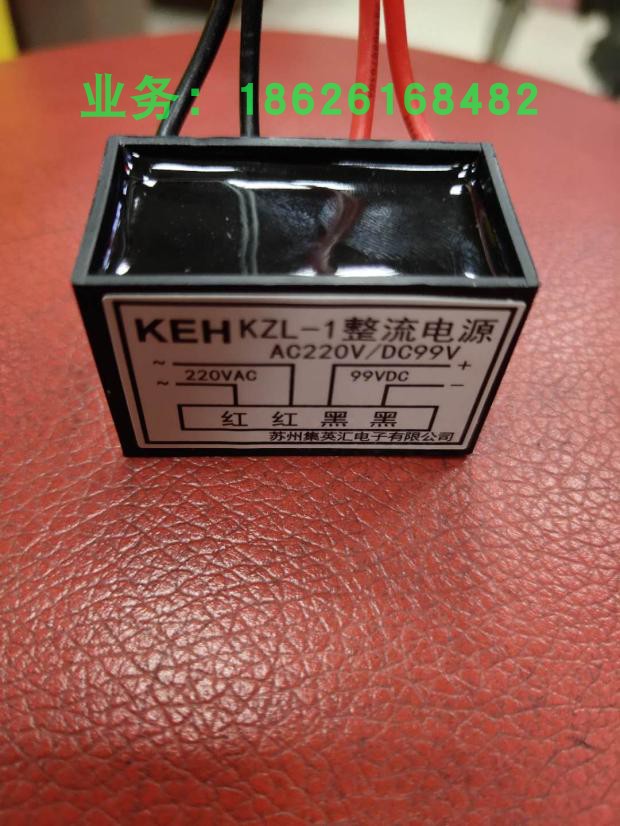 业务：18626168482
KEH KZL-1整流电源
AC220V/DC99V
~ 220VAC 99VDC +
~ -
红 红 黑 黑
苏州集英汇电子有限公司